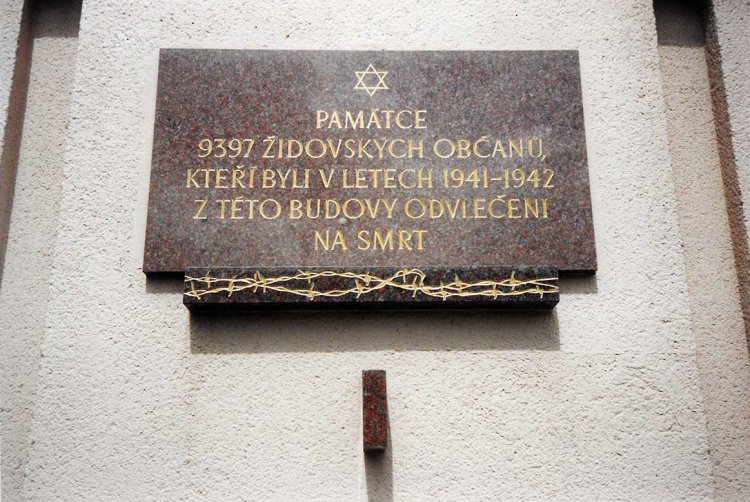 PAMÁTCE
9397 ŽIDOVSKÝCH OBČANŮ,
KTEŘÍ BYLI V LETECH 1941-1942
Z TÉTO BUDOVY ODVLEČENI
NA SMRT